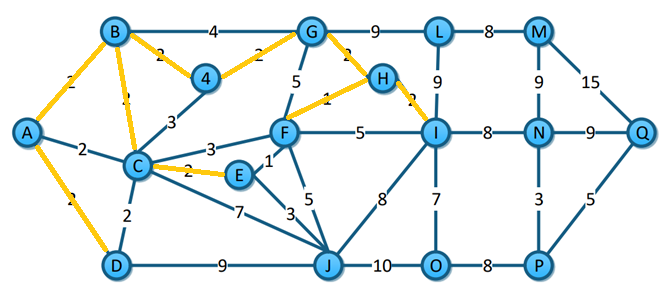 B 4 G 9 L 8 M
2 2 2 2
4 H
2 5 1 2 9 9 15
3
A 2 3 F 5 I 8 N 9 Q
C 2 E 1
2 2 7 3 5 8 7 3 5
D 9 J 10 O 8 P